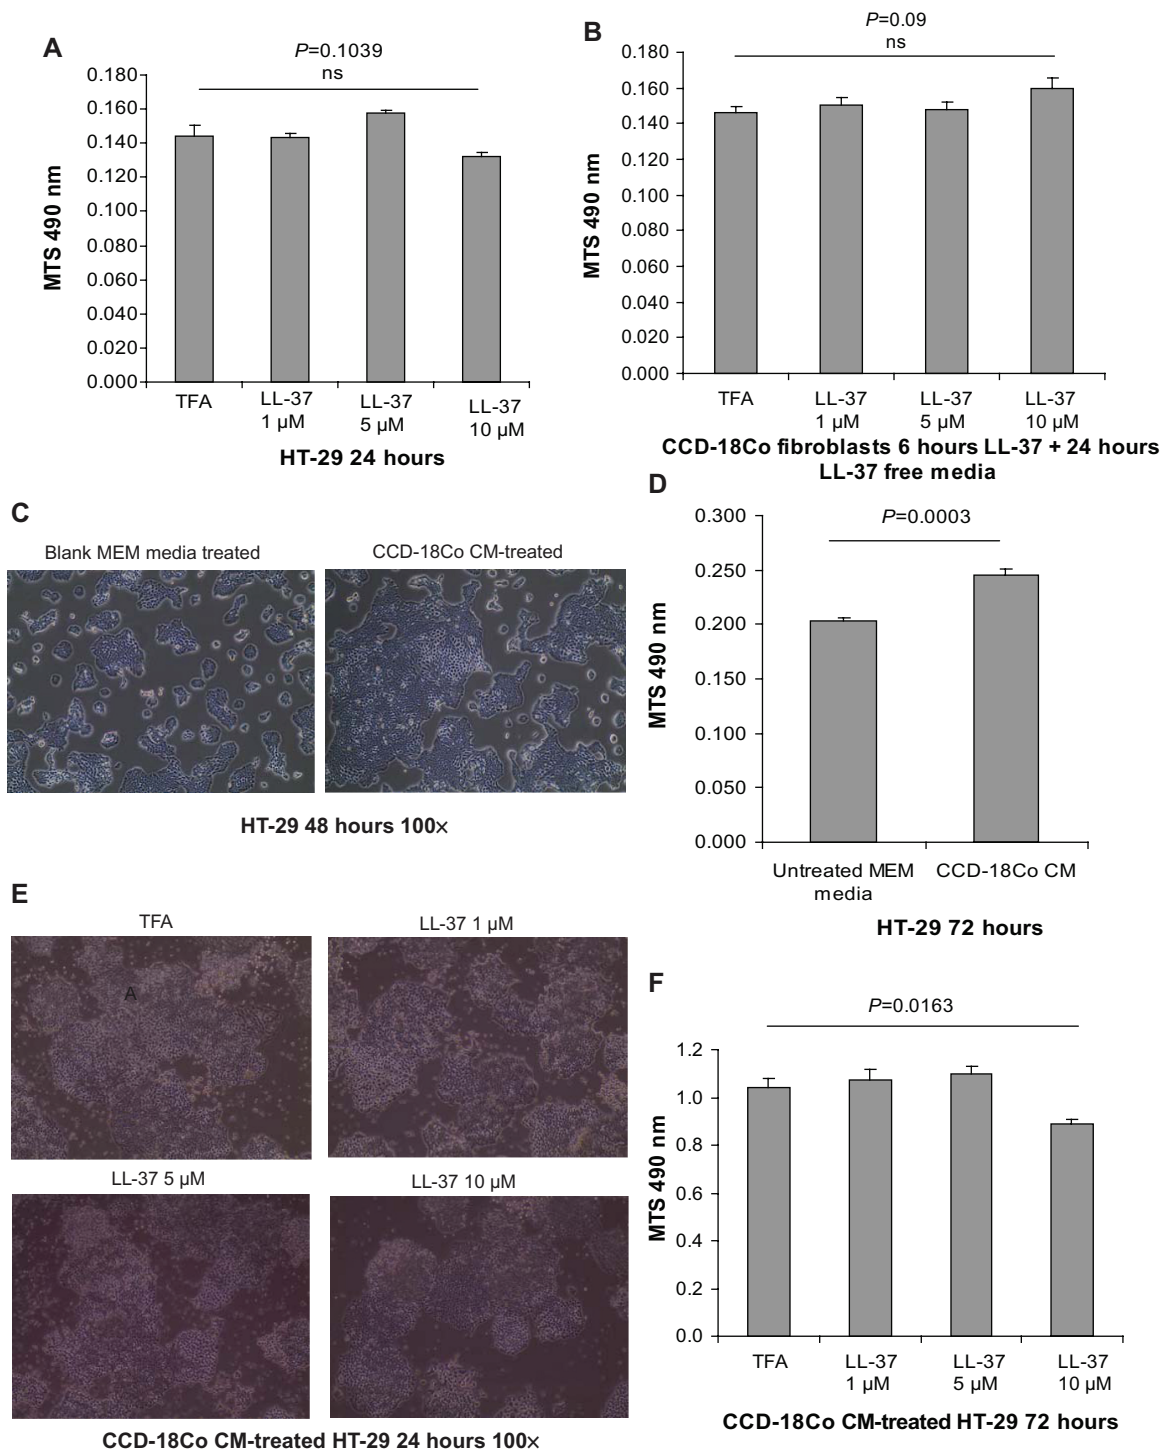 A
P=0.1039
ns
0.180
0.160
0.140
0.120
0.100
0.080
0.060
0.040
0.020
0.000
MTS 490 nm
TFA
LL-37
1 µM
LL-37
5 µM
LL-37
10 µM
HT-29 24 hours
B
P=0.09
ns
0.180
0.160
0.140
0.120
0.100
0.080
0.060
0.040
0.020
0.000
MTS 490 nm
TFA
LL-37
1 µM
LL-37
5 µM
LL-37
10 µM
CCD-18Co fibroblasts 6 hours LL-37 + 24 hours
LL-37 free media
C
Blank MEM media treated
CCD-18Co CM-treated
HT-29 48 hours 100×
D
P=0.0003
0.300
0.250
0.200
0.150
0.100
0.050
0.000
MTS 490 nm
Untreated MEM
media
CCD-18Co CM
HT-29 72 hours
E
TFA
A
LL-37 1 µM
LL-37 5 µM
LL-37 10 µM
CCD-18Co CM-treated HT-29 24 hours 100×
F
P=0.0163
1.2
1.0
0.8
0.6
0.4
0.2
0.0
MTS 490 nm
TFA
LL-37
1 µM
LL-37
5 µM
LL-37
10 µM
CCD-18Co CM-treated HT-29 72 hours